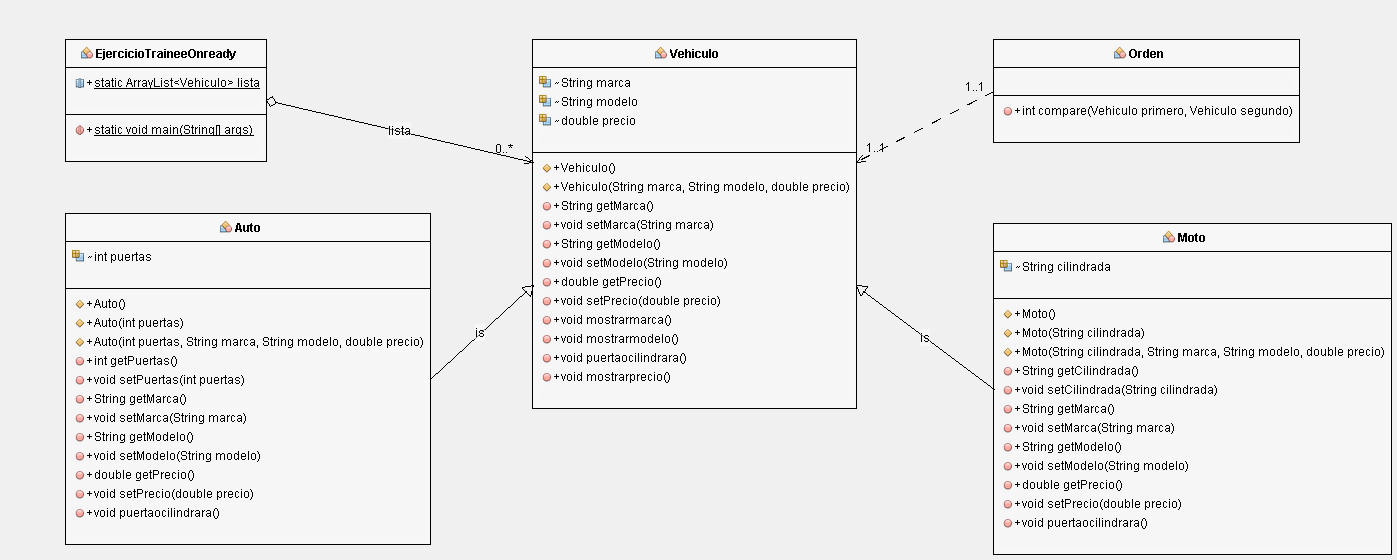 EjercicioTraineeOnready
+static ArrayList<Vehiculo> lista
+static void main(String[] args)
lista
0..*
Vehiculo
~String marca
~String modelo
~double precio
+Vehiculo()
+Vehiculo(String marca, String modelo, double precio)
+String getMarca()
+void setMarca(String marca)
+String getModelo()
+void setModelo(String modelo)
+double getPrecio()
+void setPrecio(double precio)
+void mostrarmarca()
+void mostrarmodelo()
+void puertaocilindrara()
+void mostrarprecio()
1..1
1..1
Orden
+int compare(Vehiculo primero, Vehiculo segundo)
Auto
~int puertas
+Auto()
+Auto(int puertas)
+Auto(int puertas, String marca, String modelo, double precio)
+int getPuertas()
+void setPuertas(int puertas)
+String getMarca()
+void setMarca(String marca)
+String getModelo()
+void setModelo(String modelo)
+double getPrecio()
+void setPrecio(double precio)
+void puertaocilindrara()
is
is
Moto
~String cilindrada
+Moto()
+Moto(String cilindrada)
+Moto(String cilindrada, String marca, String modelo, double precio)
+String getCilindrada()
+void setCilindrada(String cilindrada)
+String getMarca()
+void setMarca(String marca)
+String getModelo()
+void setModelo(String modelo)
+double getPrecio()
+void setPrecio(double precio)
+void puertaocilindrara()